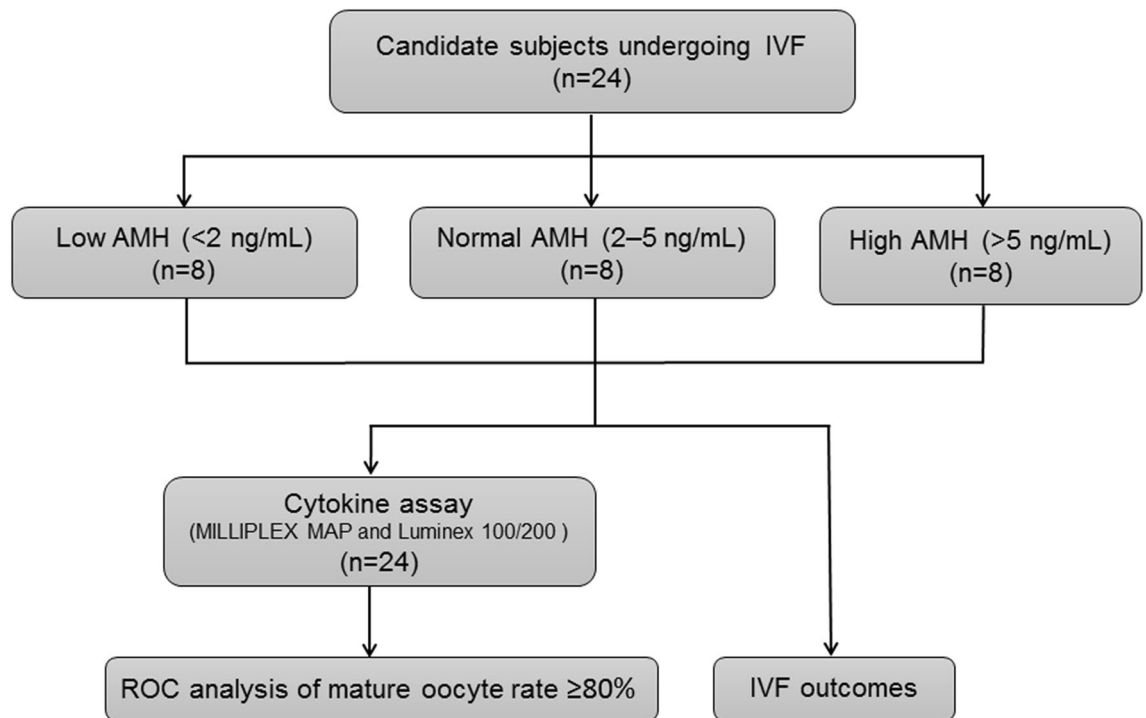 Candidate subjects undergoing IVF
(n=24)
Low AMH (<2 ng/mL)
(n=8)
Normal AMH (2–5 ng/mL)
(n=8)
High AMH (>5 ng/mL)
(n=8)
Cytokine assay
(MILLIPLEX MAP and Luminex 100/200 )
(n=24)
ROC analysis of mature oocyte rate ≥80%
IVF outcomes